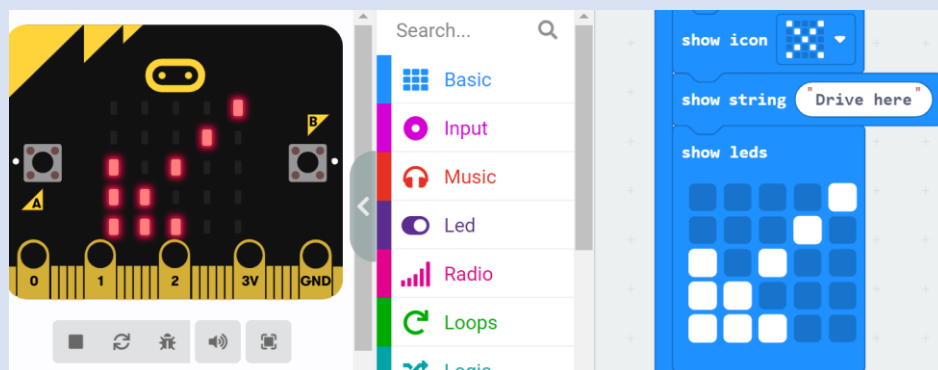 B
A
0 1 2 3V GND
Search...
Basic
Input
Music
Led
Radio
Loops
Logic
show icon
show string "Drive here"
show leds